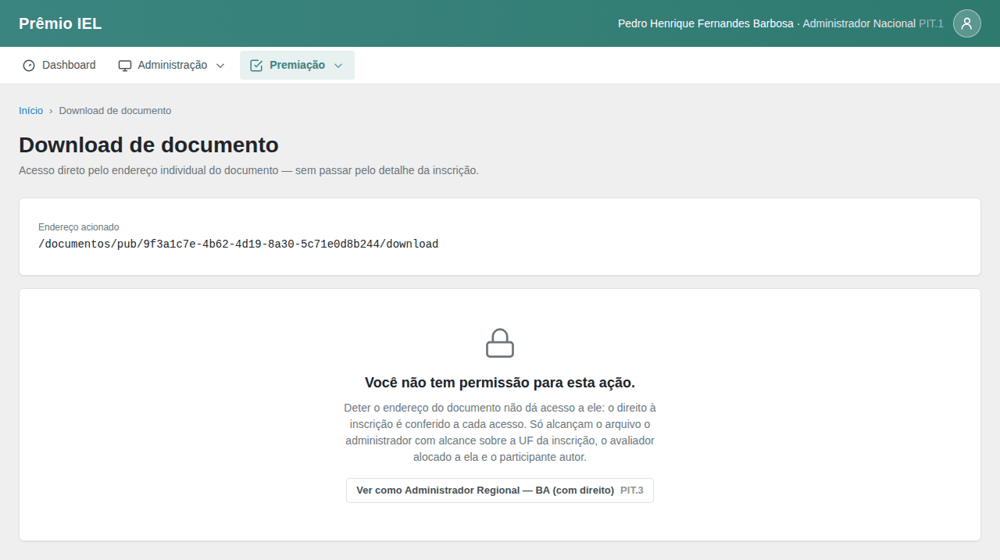 Prêmio IEL
Pedro Henrique Fernandes Barbosa · Administrador Nacional PIT.1
Dashboard
Administração
Premiação
Início › Download de documento
Download de documento
Acesso direto pelo endereço individual do documento — sem passar pelo detalhe da inscrição.
Endereço acionado
/documentos/pub/9f3a1c7e-4b62-4d19-8a30-5c71e0d8b244/download
Você não tem permissão para esta ação.
Deter o endereço do documento não dá acesso a ele: o direito à
inscrição é conferido a cada acesso. Só alcançam o arquivo o
administrador com alcance sobre a UF da inscrição, o avaliador
alocado a ela e o participante autor.
Ver como Administrador Regional — BA (com direito) PIT.3